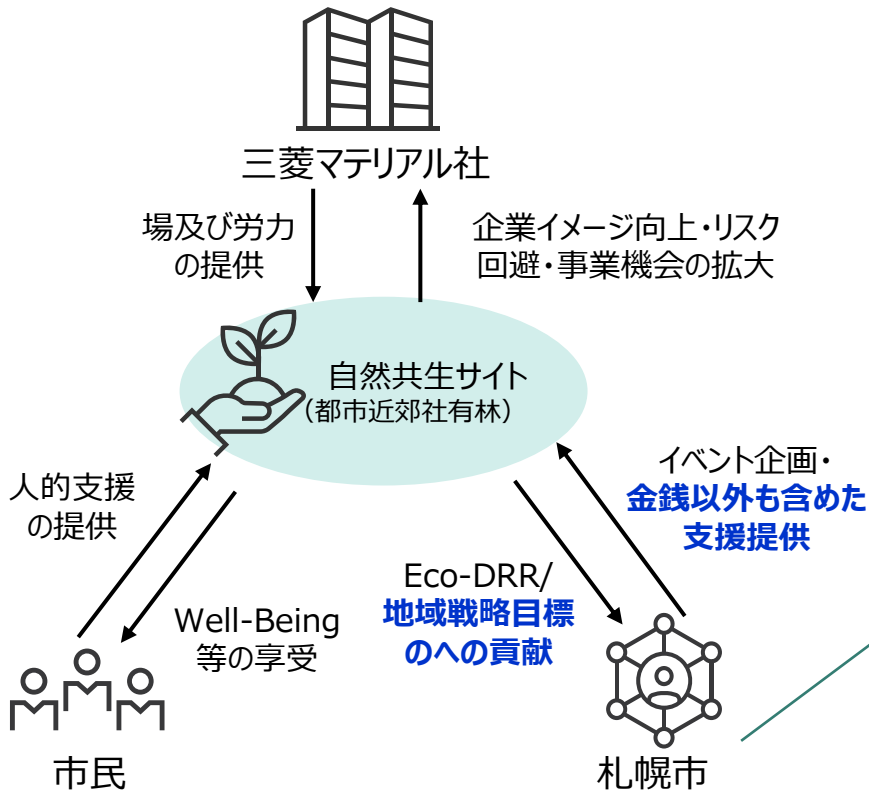 三菱マテリアル社
場及び労力
の提供
企業イメージ向上・リスク
回避・事業機会の拡大
自然共生サイト
（都市近郊社有林）
人的支援
の提供
イベント企画・
金銭以外も含めた
支援提供
Well-Being
等の享受
Eco-DRR/
地域戦略目標
のへの貢献
市民
札幌市